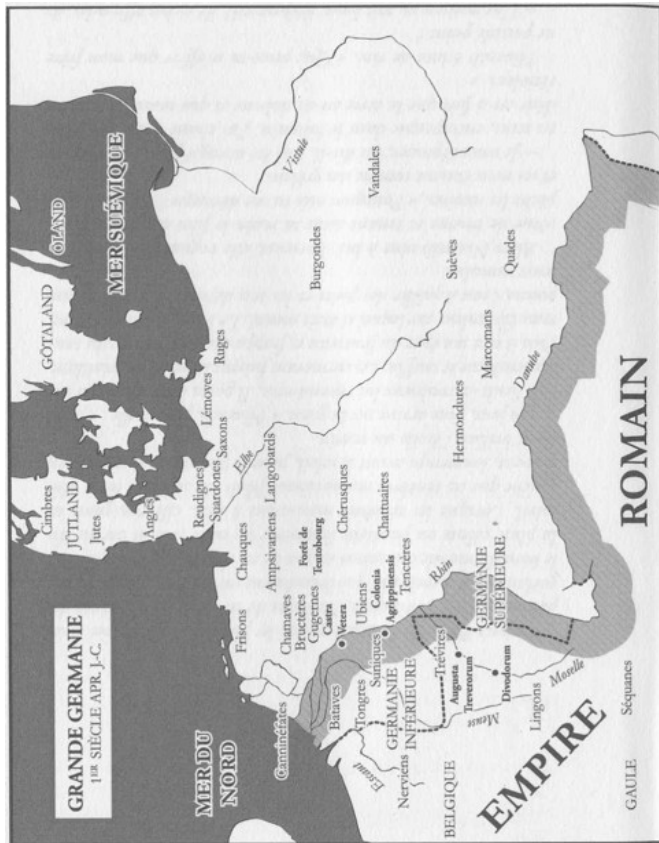 GRANDE GERMANIE
1ER SIÈCLE APR. J.-C.
MER DU
NORD
MER SUÉVIQUE
ÖLAND
GÖTALAND
Cimbres
JÜTLAND
Jutes
Angles
Reudignes
Suardones
Saxons
Lémoves
Ruges
Elbe
Vistule
Frisons
Chauques
Ampsivariens
Langobards
Burgondes
Vandales
Canninéfates
Chamaves
Bructères
Gugernes
Castra
Vetera
Forêt de
Teutobourg
Chérusques
Chattuaires
Bataves
Tongres
Suniques
Ubiens
Colonia
Agrippinensis
Tenctères
Hermondures
Marcomans
Suèves
Quades
Escaut
Nerviens
GERMANIE
INFÉRIEURE
Trévires
Rhin
Danube
BELGIQUE
Augusta
Treverorum
GERMANIE
SUPÉRIEURE
Divodorum
Meuse
Moselle
Lingons
Séquanes
GAULE
EMPIRE
ROMAIN